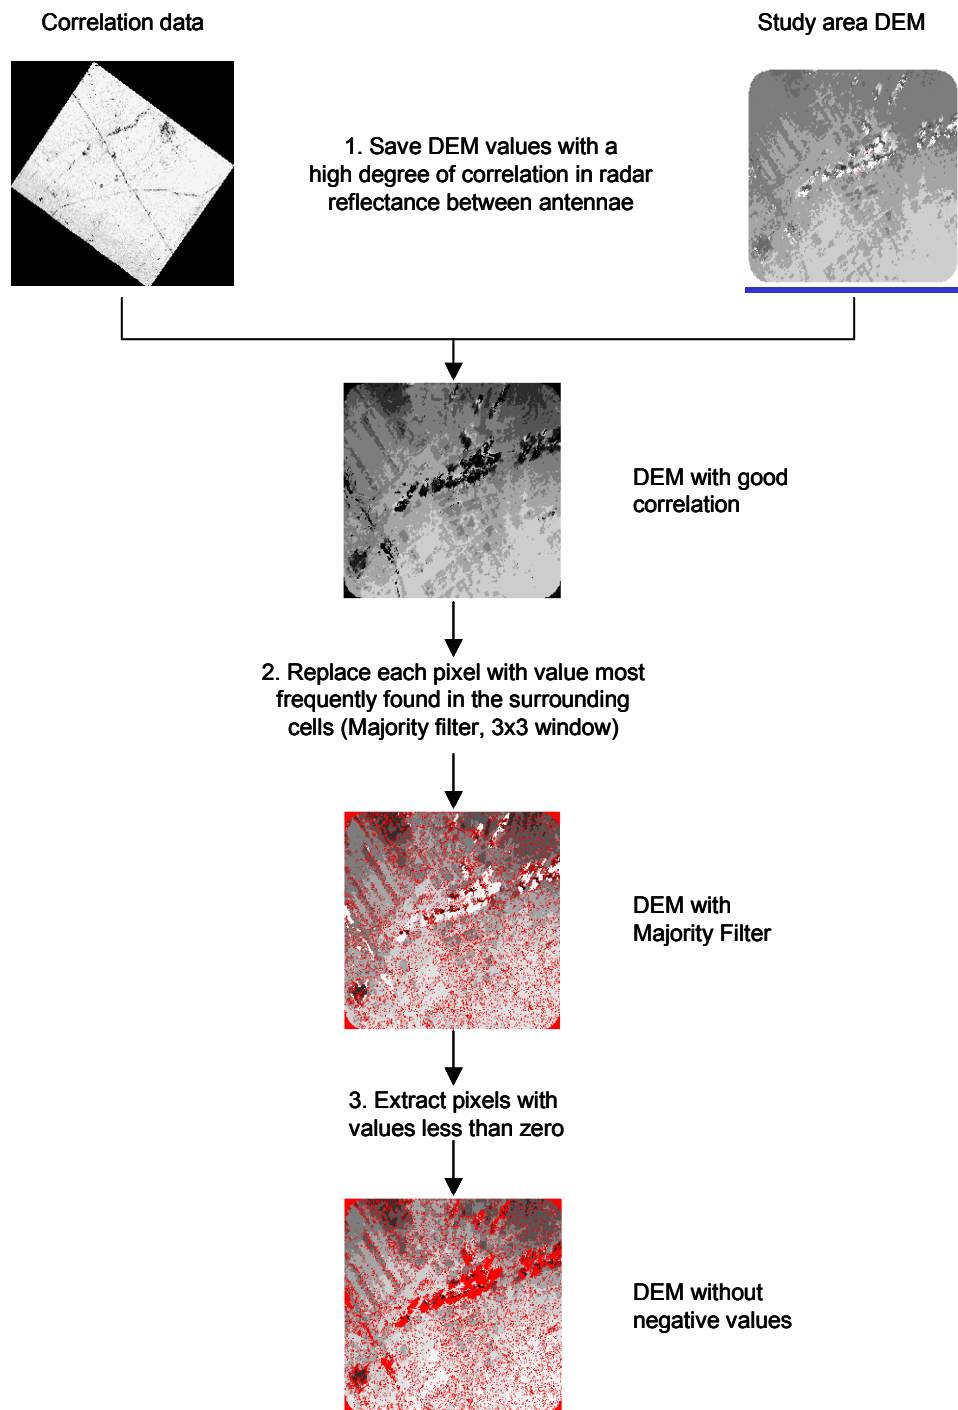 Correlation data
Study area DEM
1. Save DEM values with a
high degree of correlation in radar
reflectance between antennae
DEM with good
correlation
2. Replace each pixel with value most
frequently found in the surrounding
cells (Majority filter, 3x3 window)
DEM with
Majority Filter
3. Extract pixels with
values less than zero
DEM without
negative values